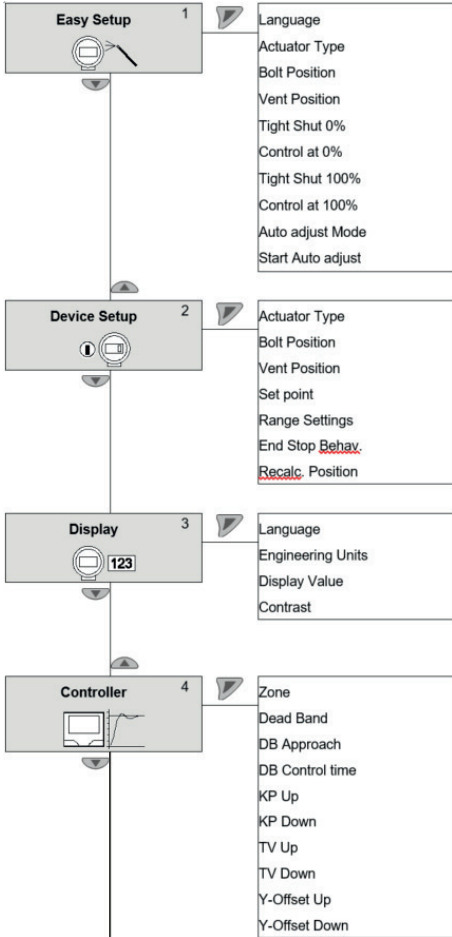 Easy Setup 1
Language
Actuator Type
Bolt Position
Vent Position
Tight Shut 0%
Control at 0%
Tight Shut 100%
Control at 100%
Auto adjust Mode
Start Auto adjust
Device Setup 2
Actuator Type
Bolt Position
Vent Position
Set point
Range Settings
End Stop Behav.
Recalc. Position
Display 3
123
Language
Engineering Units
Display Value
Contrast
Controller 4
Zone
Dead Band
DB Approach
DB Control time
KP Up
KP Down
TV Up
TV Down
Y-Offset Up
Y-Offset Down